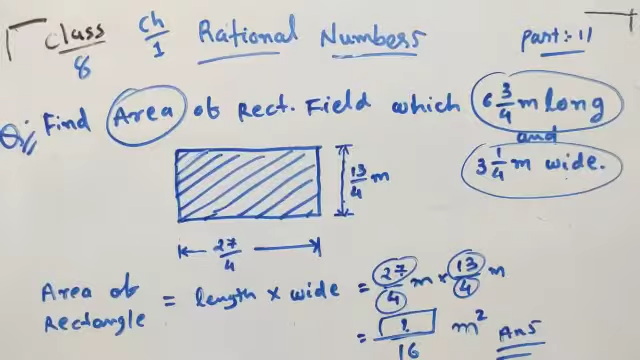 Class 8 Ch 1 Rational Numbers Part:-11
Q:- Find Area of Rect. Field which 6 3/4 m long
and
3 1/4 m wide.
13/4 m
27/4
Area of Rectangle = length × wide = 27/4 m × 13/4 m
= ?/16 m² Ans